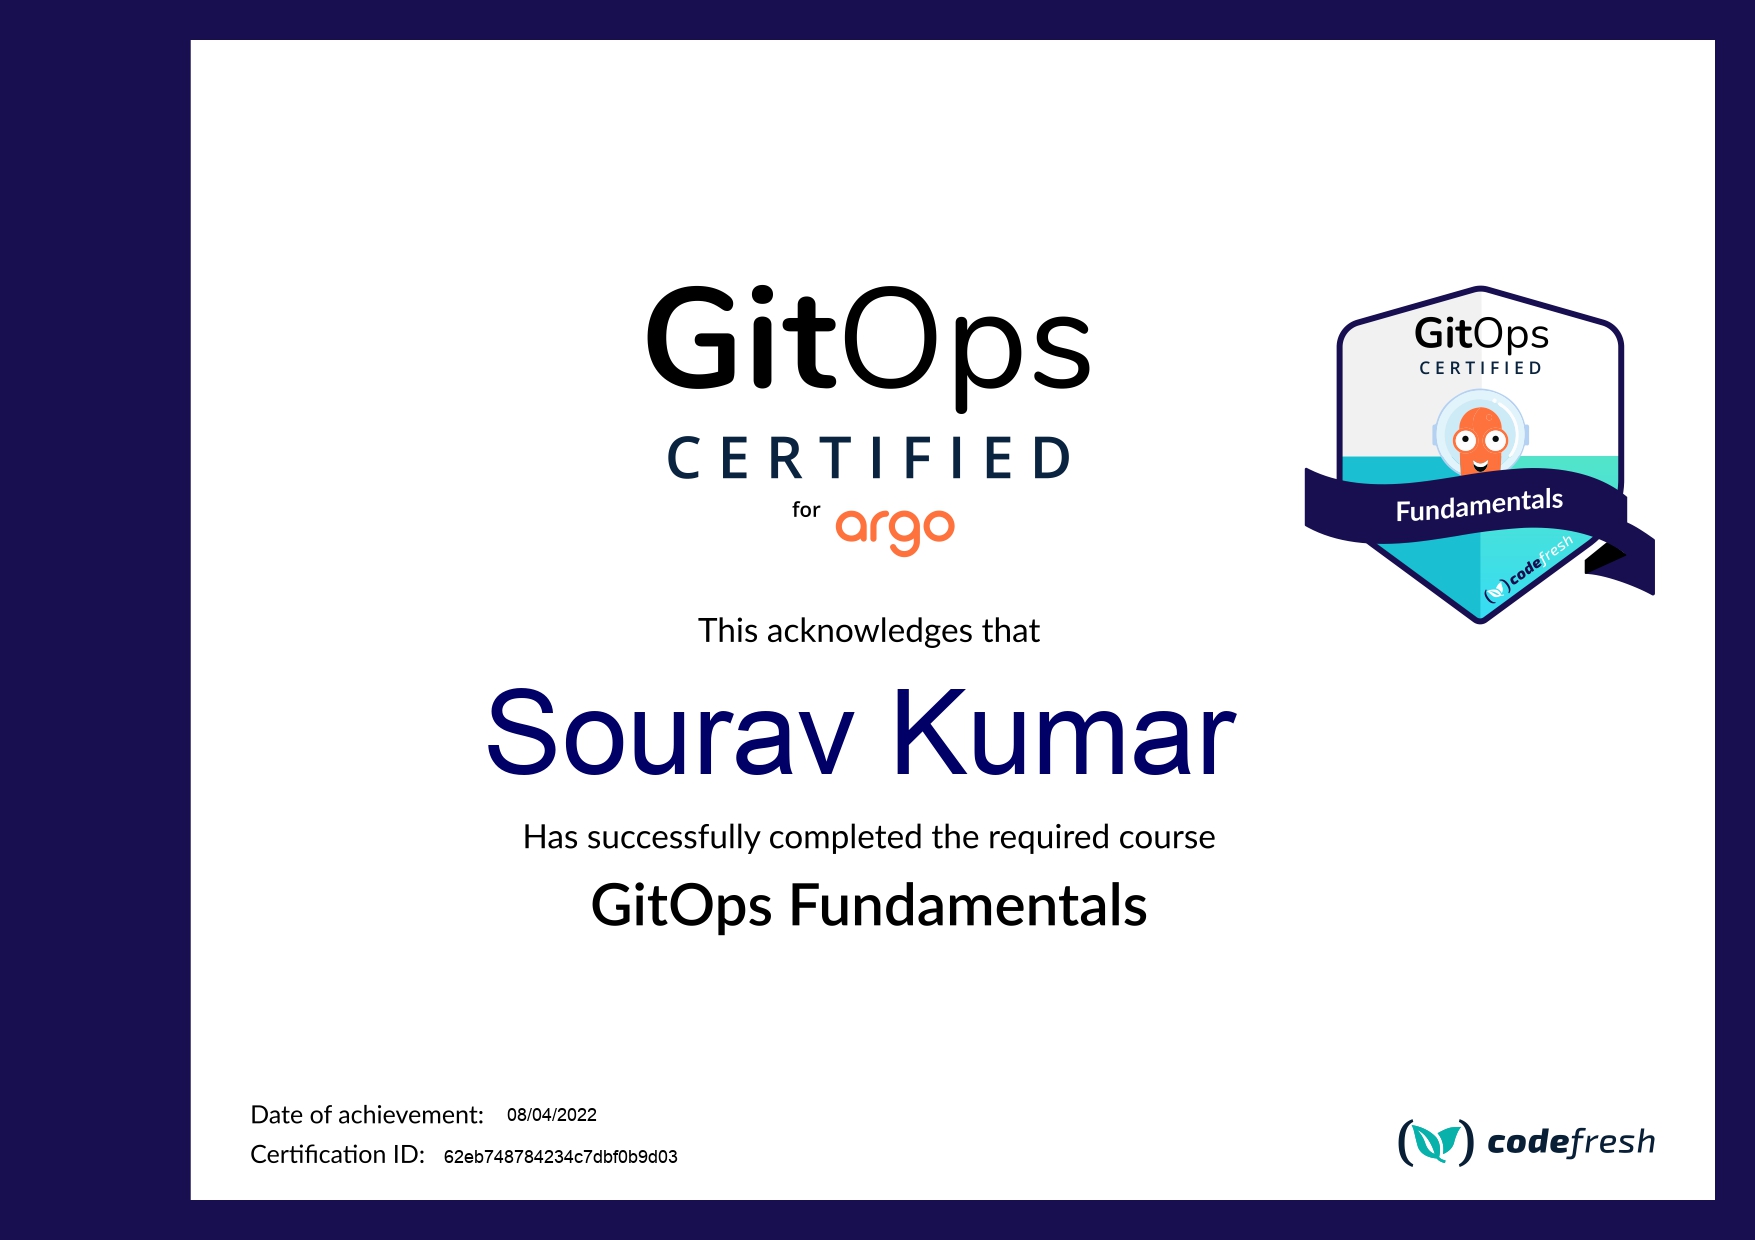 GitOps
CERTIFIED
for argo
GitOps
CERTIFIED
Fundamentals
codefresh
This acknowledges that
Sourav Kumar
Has successfully completed the required course
GitOps Fundamentals
Date of achievement: 08/04/2022
Certification ID: 62eb748784234c7dbf0b9d03
codefresh